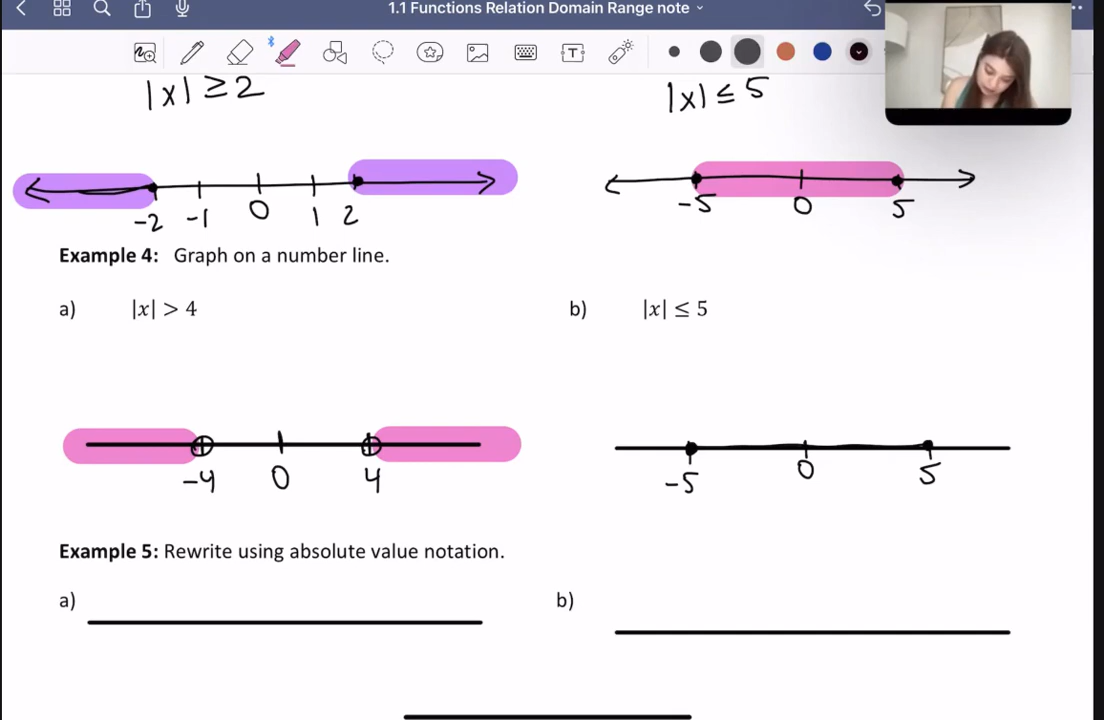 1.1 Functions Relation Domain Range note
|x| ≥ 2
|x| ≤ 5
-2 -1 0 1 2
-5 0 5
Example 4: Graph on a number line.
a) |x| > 4
b) |x| ≤ 5
-4 0 4
-5 0 5
Example 5: Rewrite using absolute value notation.
a)
b)